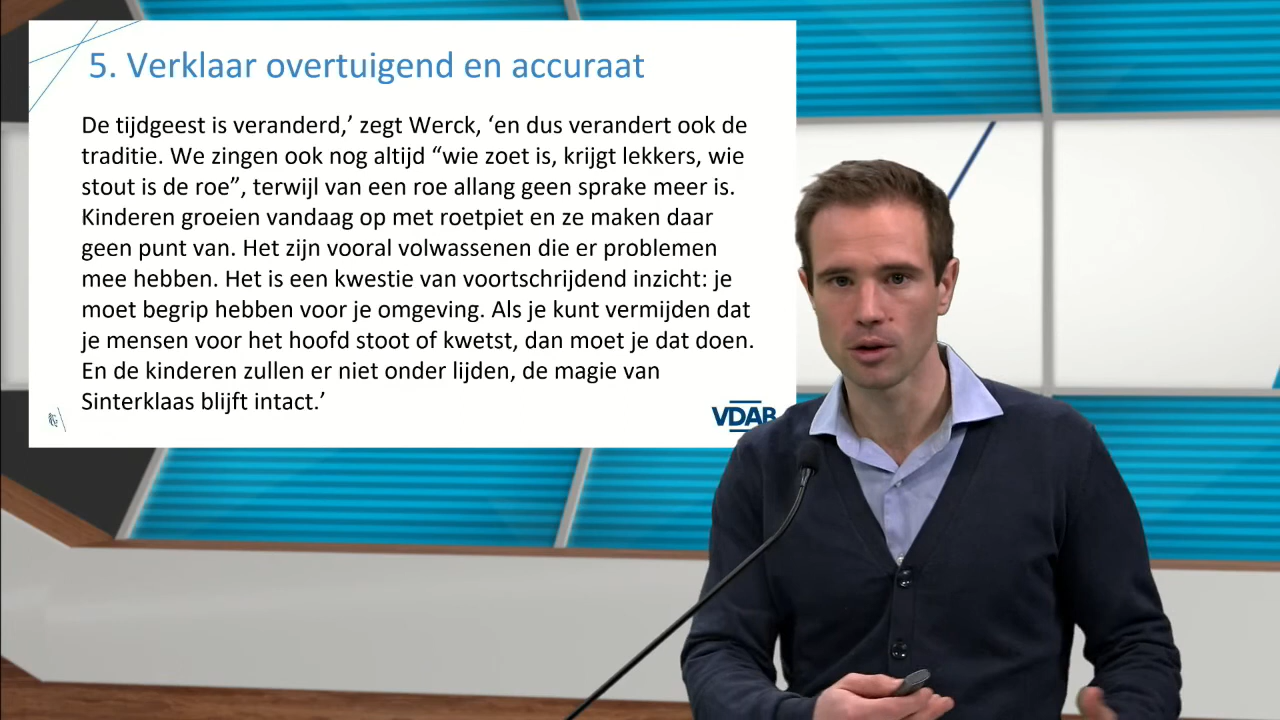 5. Verklaar overtuigend en accuraat
De tijdgeest is veranderd,’ zegt Werck, ‘en dus verandert ook de
traditie. We zingen ook nog altijd “wie zoet is, krijgt lekkers, wie
stout is de roe”, terwijl van een roe allang geen sprake meer is.
Kinderen groeien vandaag op met roetpiet en ze maken daar
geen punt van. Het zijn vooral volwassenen die er problemen
mee hebben. Het is een kwestie van voortschrijdend inzicht: je
moet begrip hebben voor je omgeving. Als je kunt vermijden dat
je mensen voor het hoofd stoot of kwetst, dan moet je dat doen.
En de kinderen zullen er niet onder lijden, de magie van
Sinterklaas blijft intact.’
VDAB